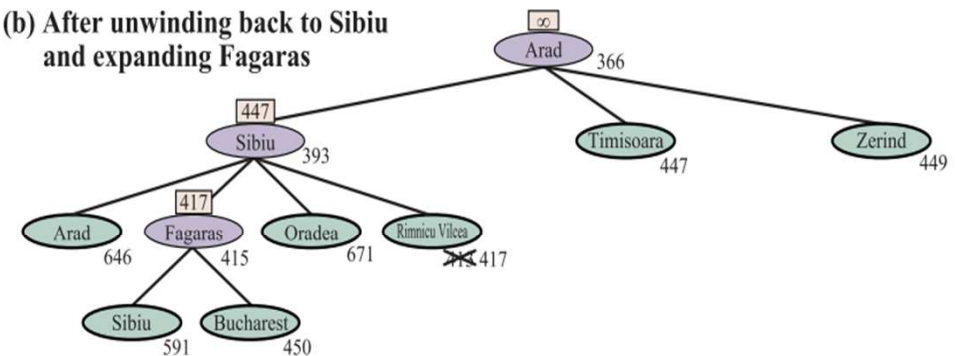 (b) After unwinding back to Sibiu
and expanding Fagaras
∞
Arad
366
447
Sibiu
393
Timisoara
447
Zerind
449
Arad
646
417
Fagaras
415
Oradea
671
Rimnicu Vilcea
417
Sibiu
591
Bucharest
450